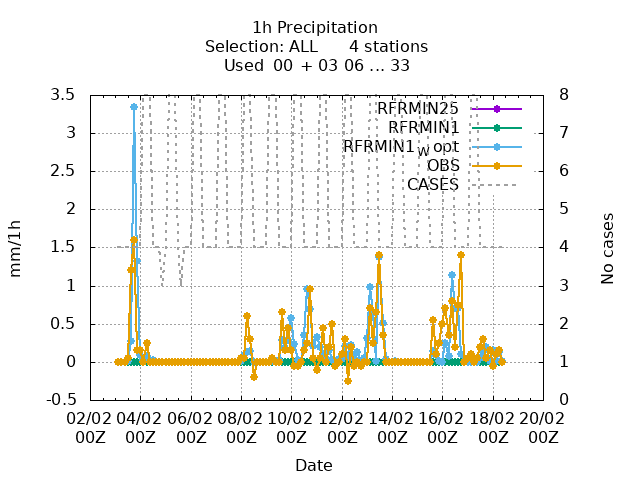 1h Precipitation
Selection: ALL 4 stations
Used 00 + 03 06 ... 33
3.5
3
2.5
2
1.5
1
0.5
0
-0.5
mm/1h
8
7
6
5
4
3
2
1
0
No cases
RFRMIN25
RFRMIN1
RFRMIN1_w opt
OBS
CASES
02/02 04/02 06/02 08/02 10/02 12/02 14/02 16/02 18/02 20/02
00Z 00Z 00Z 00Z 00Z 00Z 00Z 00Z 00Z 00Z
Date